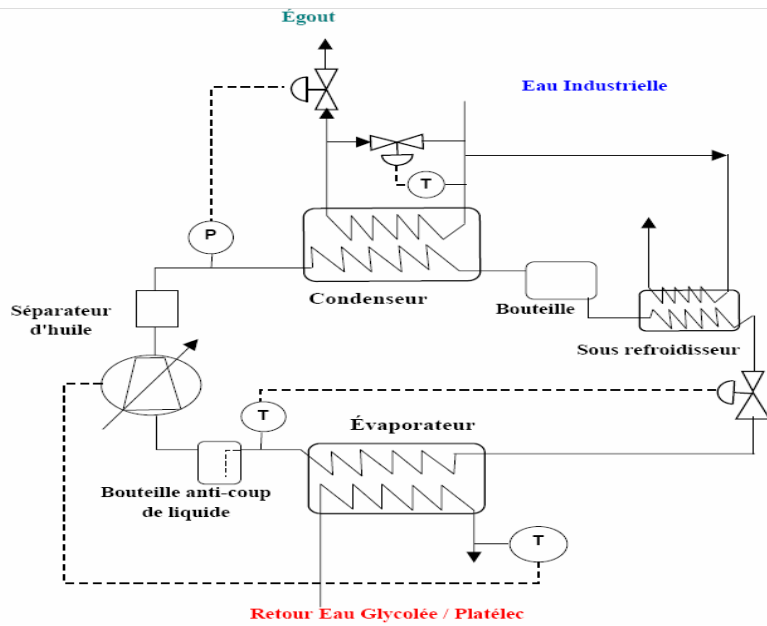 Égout
Eau Industrielle
T
P
Condenseur
Bouteille
Séparateur
d'huile
Sous refroidisseur
T
Évaporateur
Bouteille anti-coup
de liquide
T
Retour Eau Glycolée / Platélec